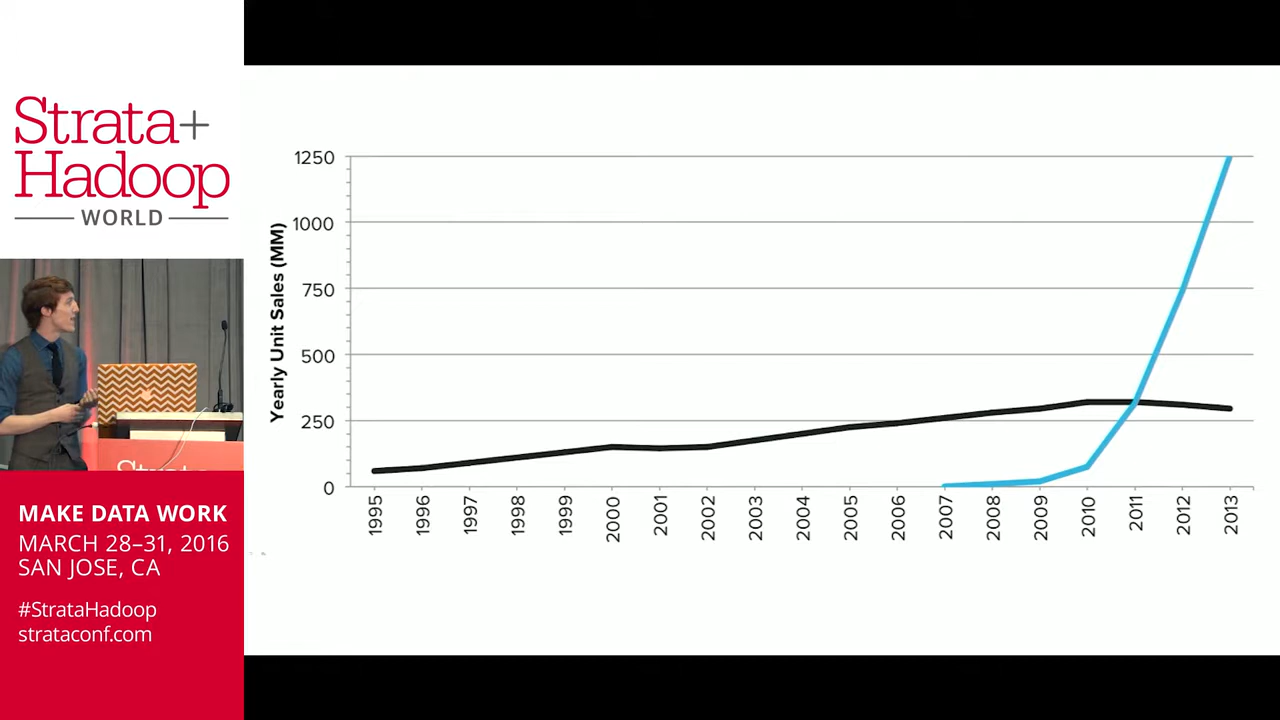 Strata+
Hadoop
WORLD
MAKE DATA WORK
MARCH 28–31, 2016
SAN JOSE, CA
#StrataHadoop
strataconf.com
Yearly Unit Sales (MM)
1250
1000
750
500
250
0
1995 1996 1997 1998 1999 2000 2001 2002 2003 2004 2005 2006 2007 2008 2009 2010 2011 2012 2013